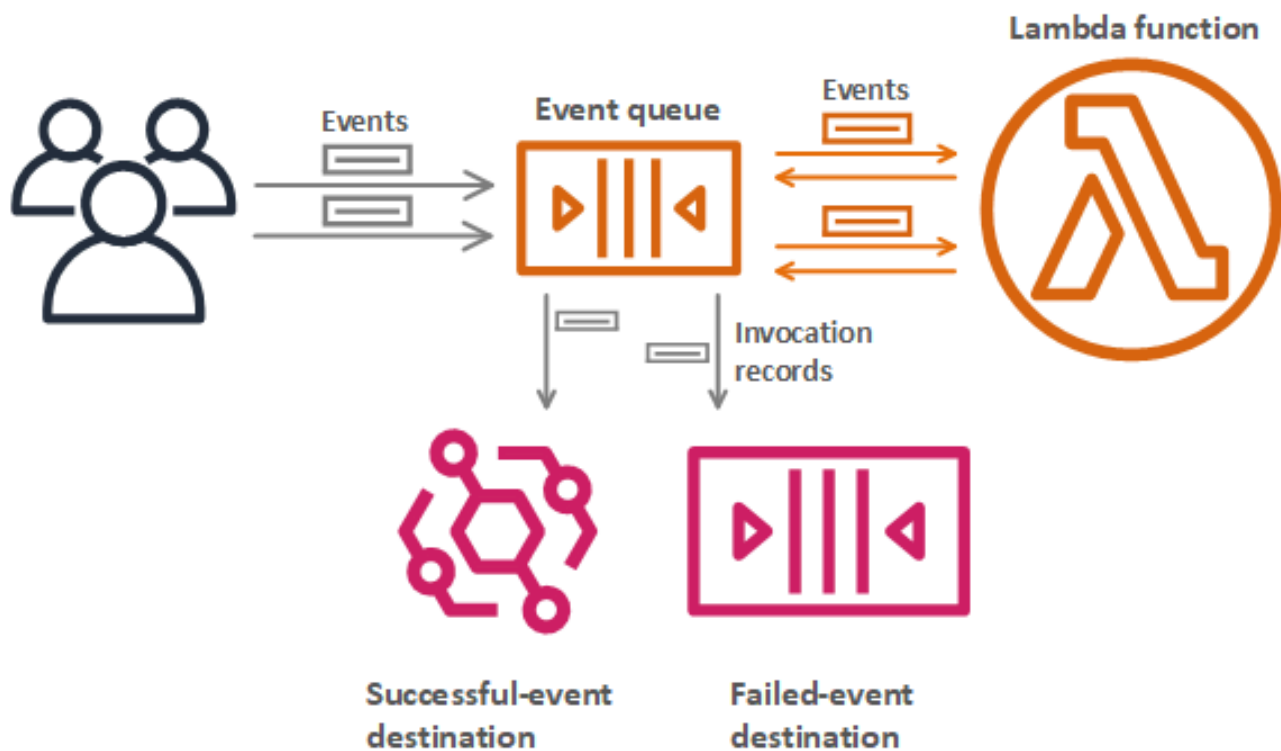 Lambda function
Events
Event queue
Events
Invocation
records
Successful-event
destination
Failed-event
destination